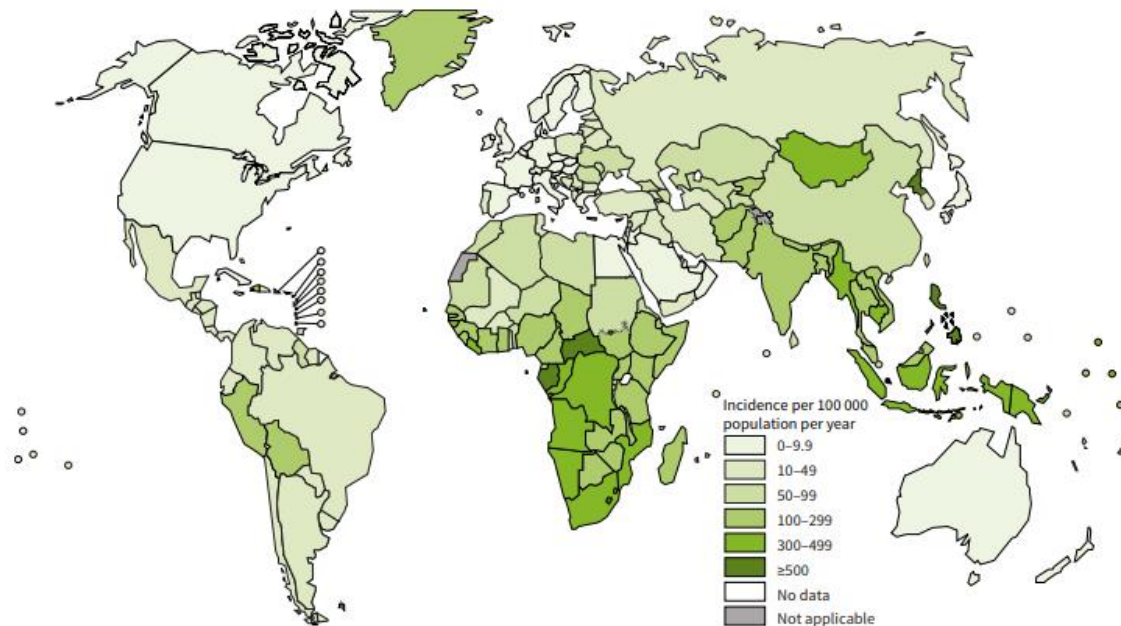 Incidence per 100 000
population per year
0–9.9
10–49
50–99
100–299
300–499
≥500
No data
Not applicable